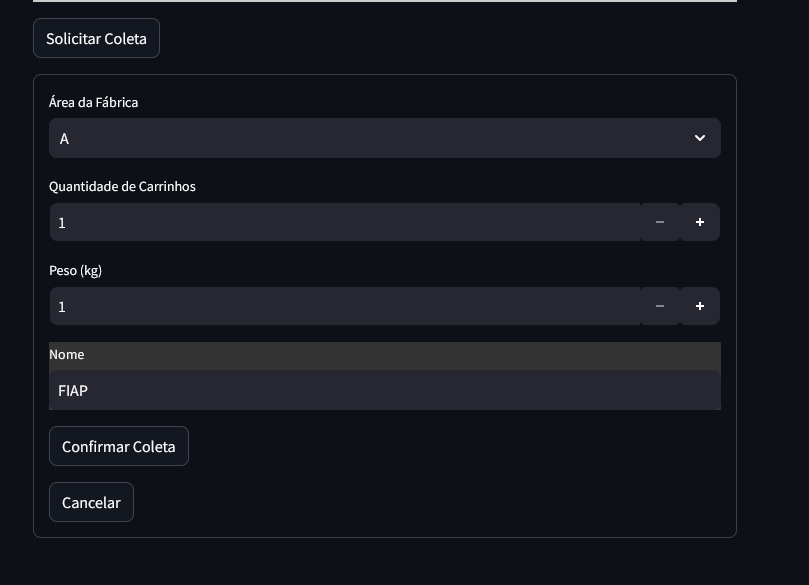 Solicitar Coleta
Área da Fábrica
A
Quantidade de Carrinhos
1
Peso (kg)
1
Nome
FIAP
Confirmar Coleta
Cancelar